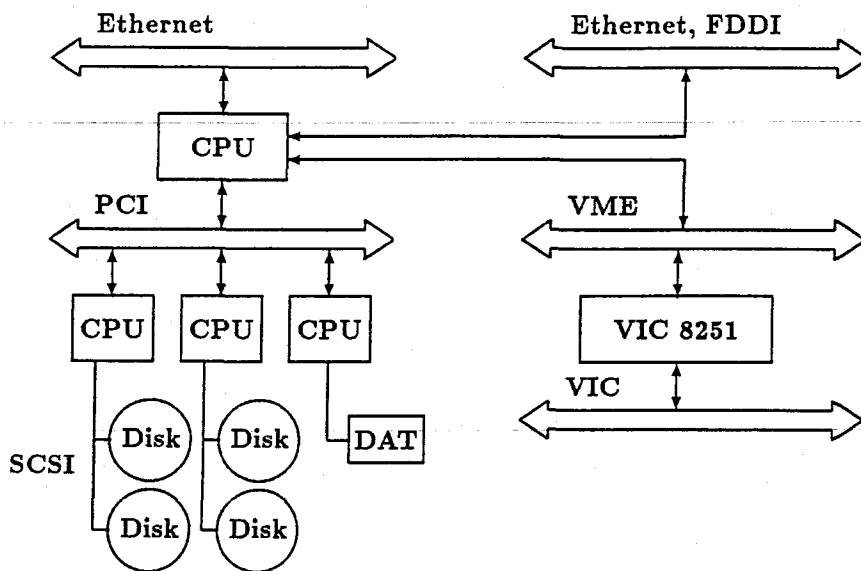 Ethernet
Ethernet, FDDI
CPU
PCI
VME
CPU
CPU
CPU
VIC 8251
VIC
Disk
Disk
DAT
SCSI
Disk
Disk